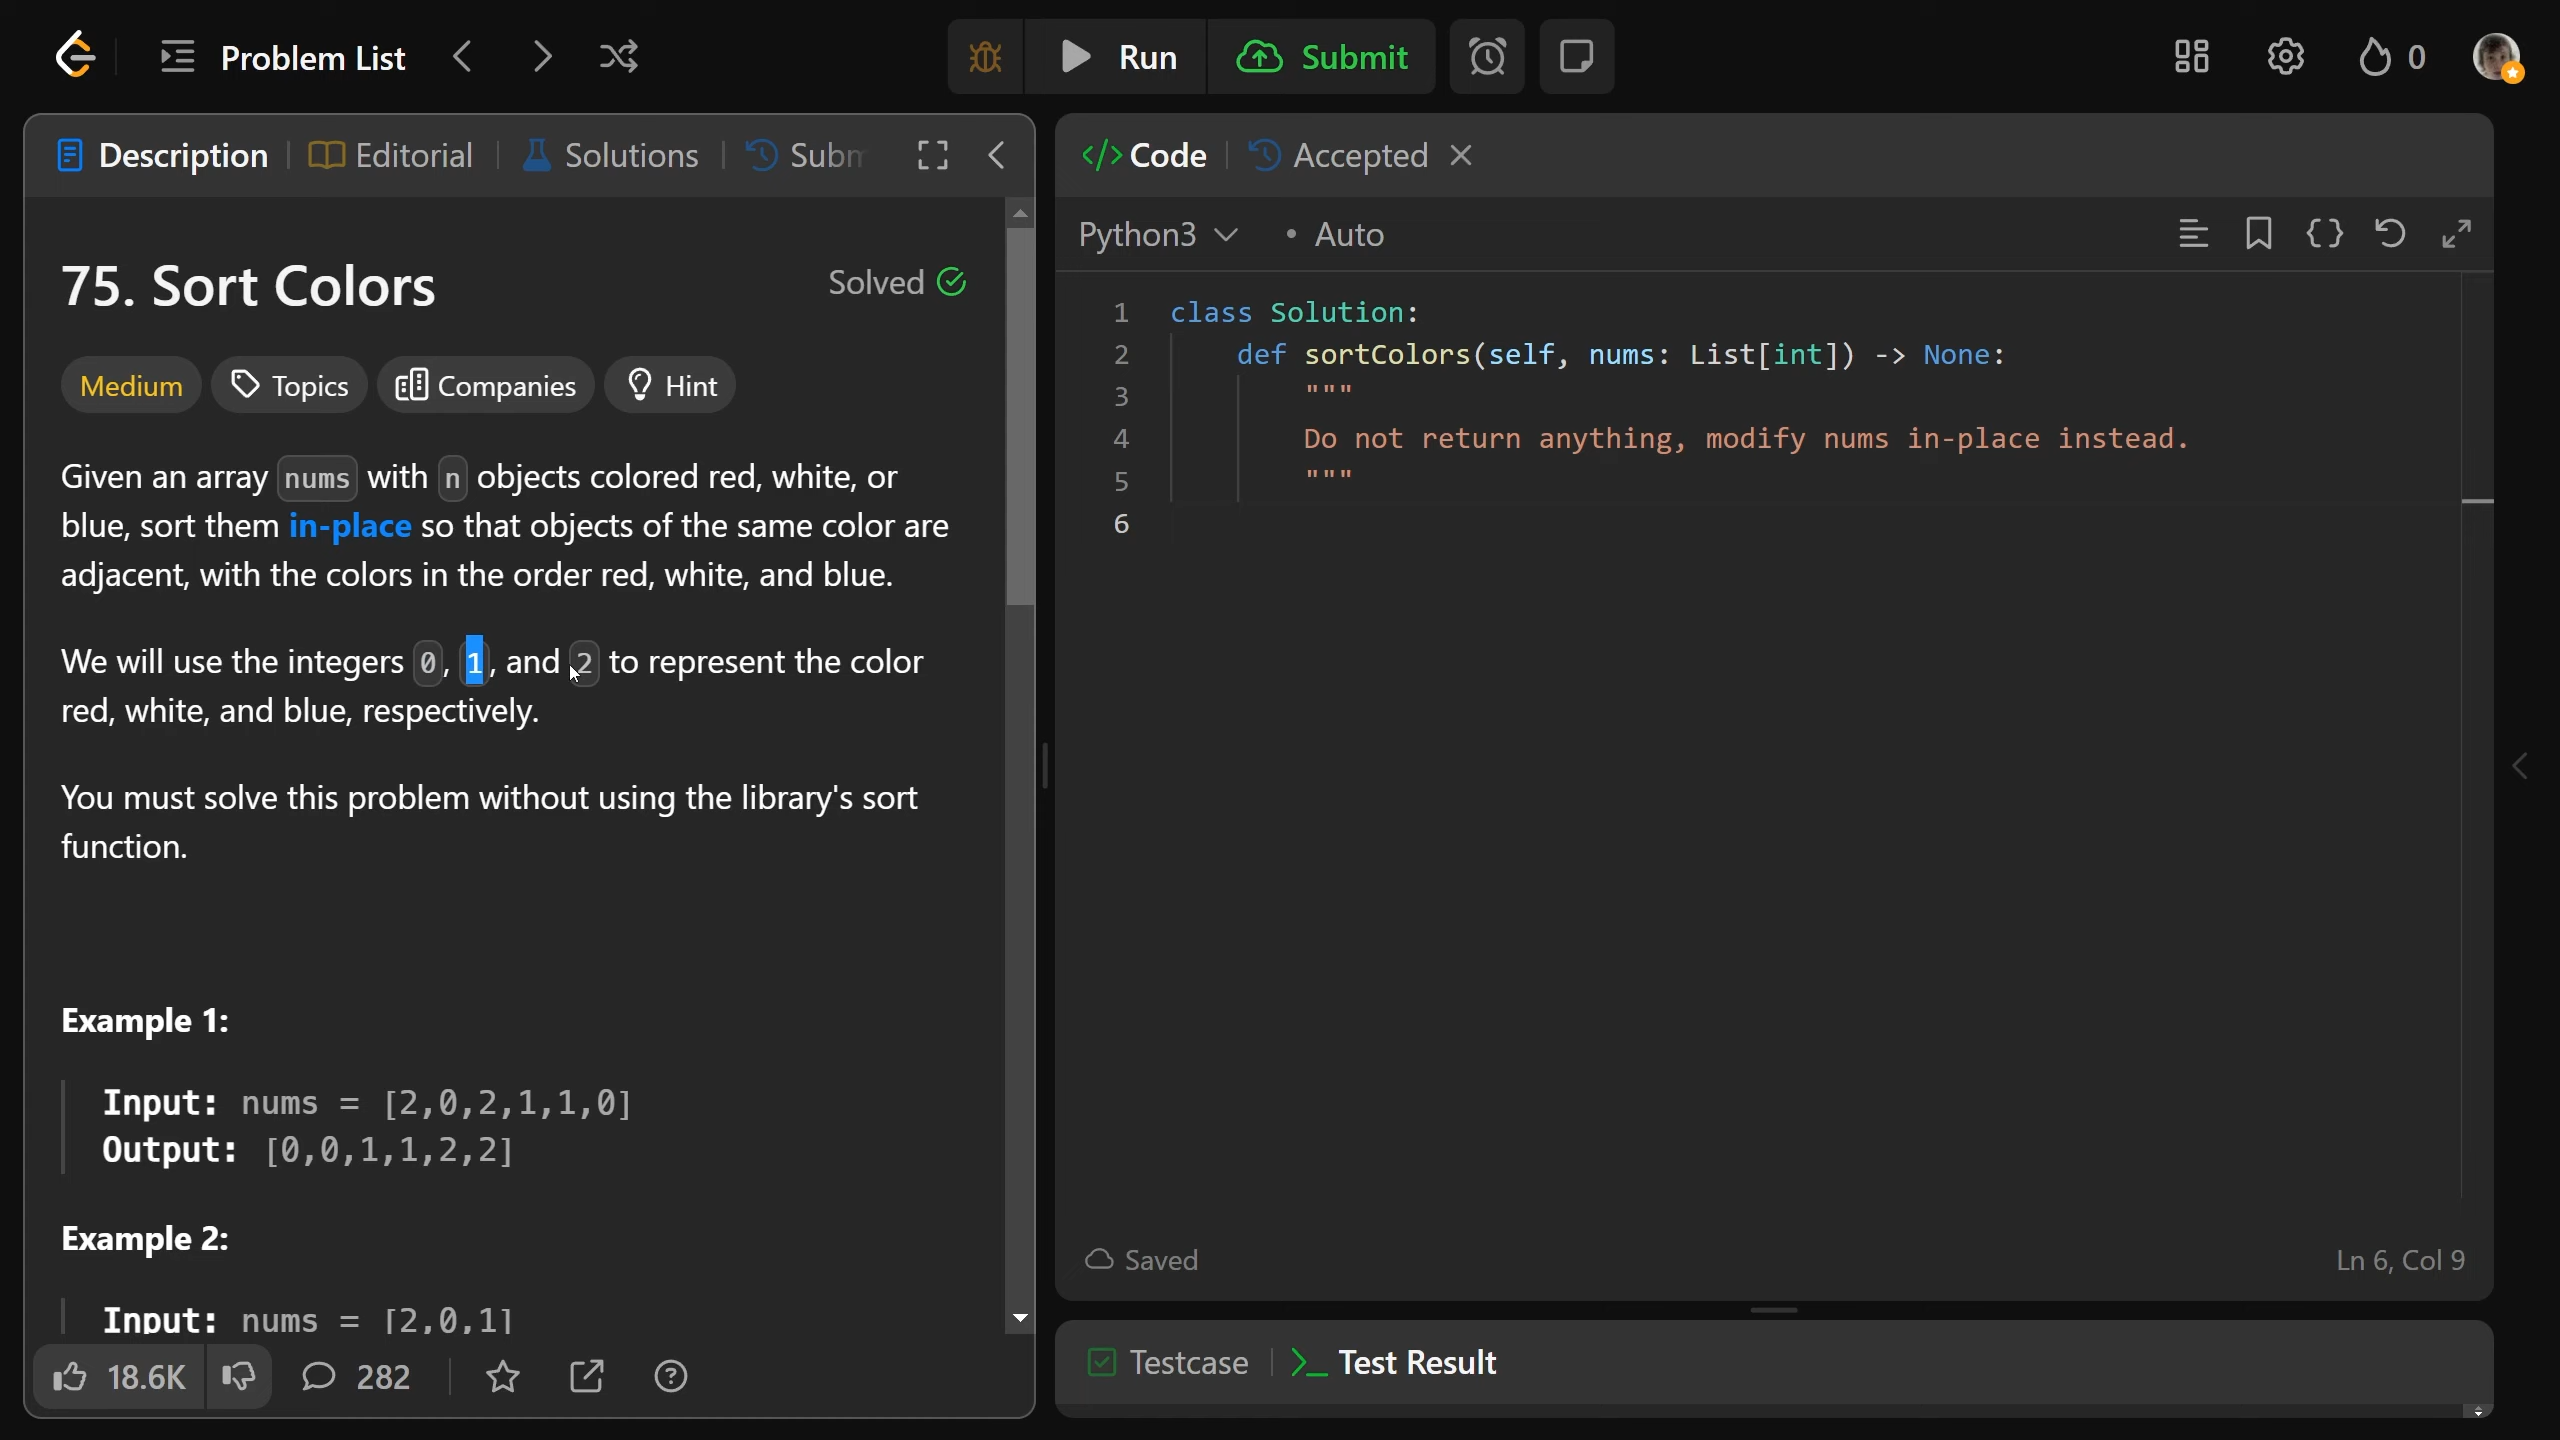 Problem List
Run
Submit
0
Description
Editorial
Solutions
Code
Accepted
75. Sort Colors
Solved
Medium
Topics
Companies
Hint
Given an array nums with n objects colored red, white, or
blue, sort them in-place so that objects of the same color are
adjacent, with the colors in the order red, white, and blue.
We will use the integers 0, 1, and 2 to represent the color
red, white, and blue, respectively.
You must solve this problem without using the library's sort
function.
Example 1:
Input: nums = [2,0,2,1,1,0]
Output: [0,0,1,1,2,2]
Example 2:
Input: nums = [2,0,1]
18.6K
282
Python3
• Auto
1 class Solution:
2 def sortColors(self, nums: List[int]) -> None:
3 """
4 Do not return anything, modify nums in-place instead.
5 """
6
Saved
Ln 6, Col 9
Testcase
Test Result